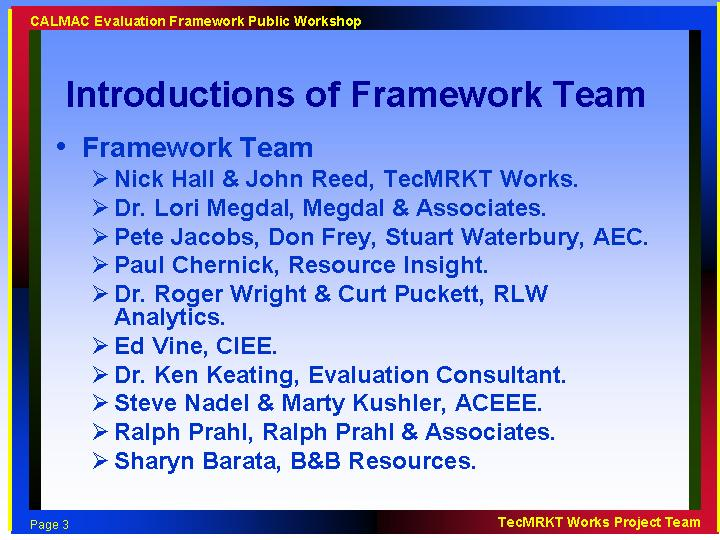 CALMAC Evaluation Framework Public Workshop
Introductions of Framework Team
• Framework Team
Ø Nick Hall & John Reed, TecMRKT Works.
Ø Dr. Lori Megdal, Megdal & Associates.
Ø Pete Jacobs, Don Frey, Stuart Waterbury, AEC.
Ø Paul Chernick, Resource Insight.
Ø Dr. Roger Wright & Curt Puckett, RLW
Analytics.
Ø Ed Vine, CIEE.
Ø Dr. Ken Keating, Evaluation Consultant.
Ø Steve Nadel & Marty Kushler, ACEEE.
Ø Ralph Prahl, Ralph Prahl & Associates.
Ø Sharyn Barata, B&B Resources.
Page 3
TecMRKT Works Project Team